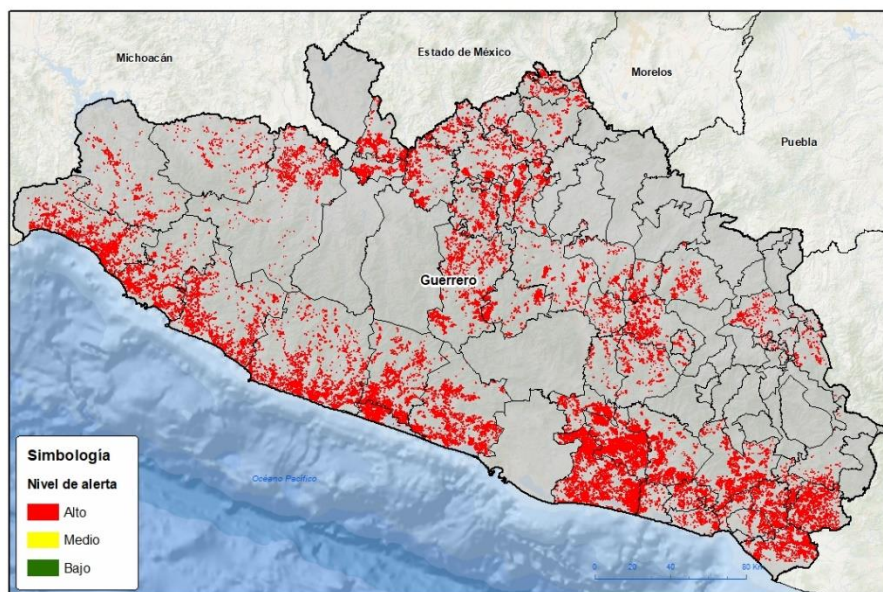 Michoacán
Estado de México
Morelos
Puebla
Guerrero
Simbología
Nivel de alerta
Alto
Medio
Bajo
Océano Pacífico
0 20 40 80 Km